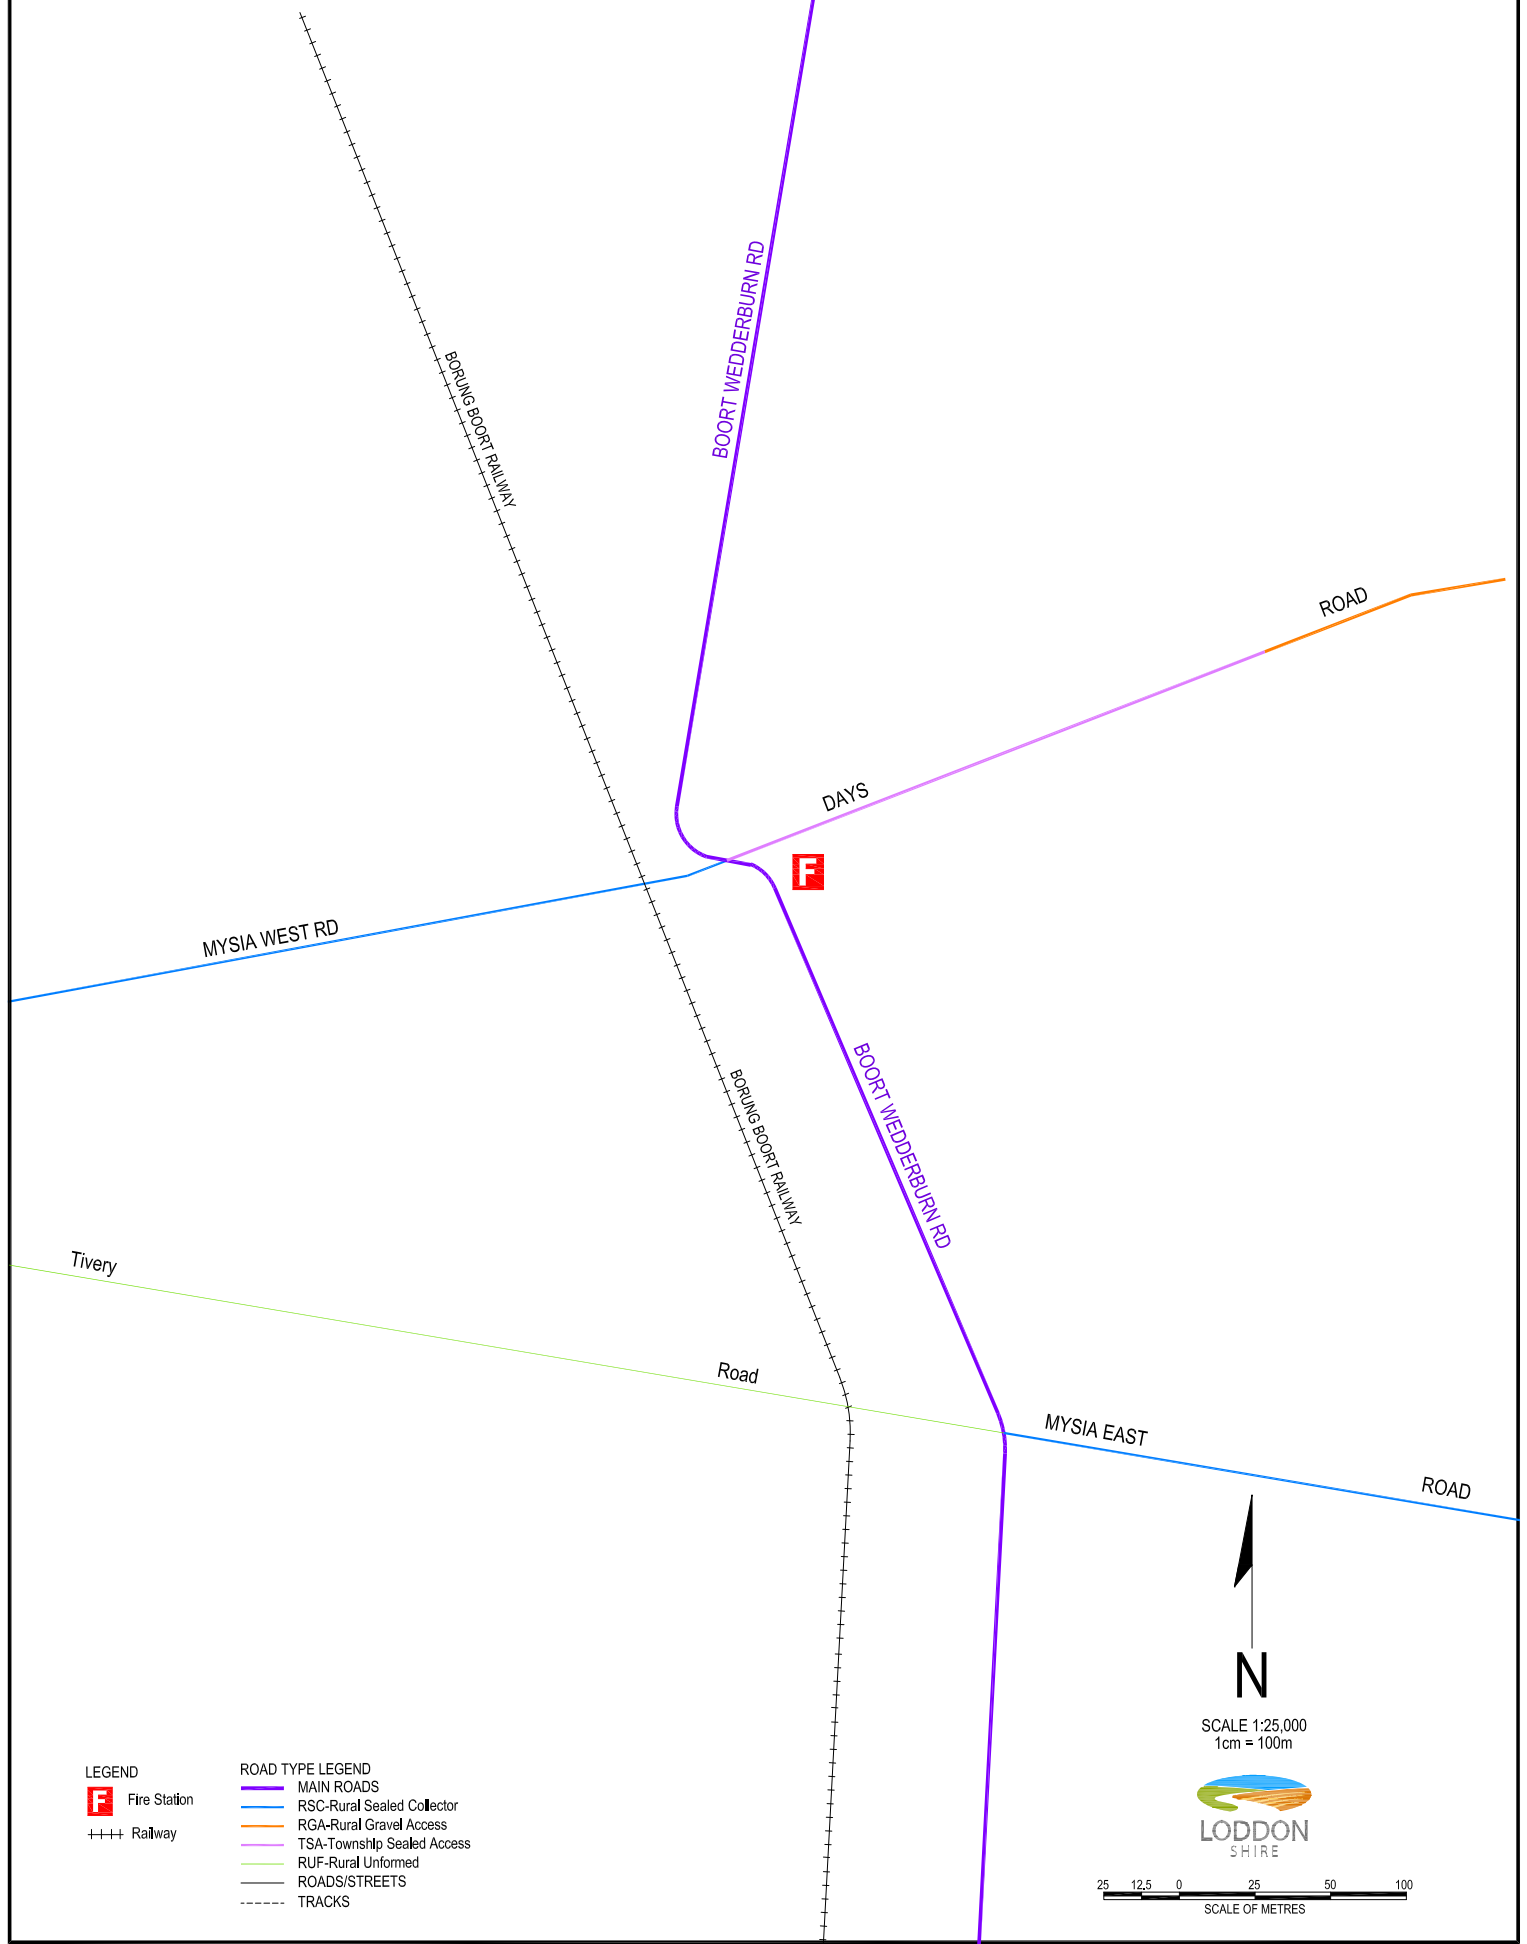 BOORT WEDDERBURN RD
BORUNG BOORT RAILWAY
ROAD
DAYS
F
MYSIA WEST RD
BOORT WEDDERBURN RD
BORUNG BOORT RAILWAY
Tivery
Road
MYSIA EAST
ROAD
N
SCALE 1:25,000
1cm = 100m
LEGEND
F Fire Station
Railway
ROAD TYPE LEGEND
MAIN ROADS
RSC-Rural Sealed Collector
RGA-Rural Gravel Access
TSA-Township Sealed Access
RUF-Rural Unformed
ROADS/STREETS
TRACKS
LODDON
SHIRE
25 12.5 0 25 50 100
SCALE OF METRES